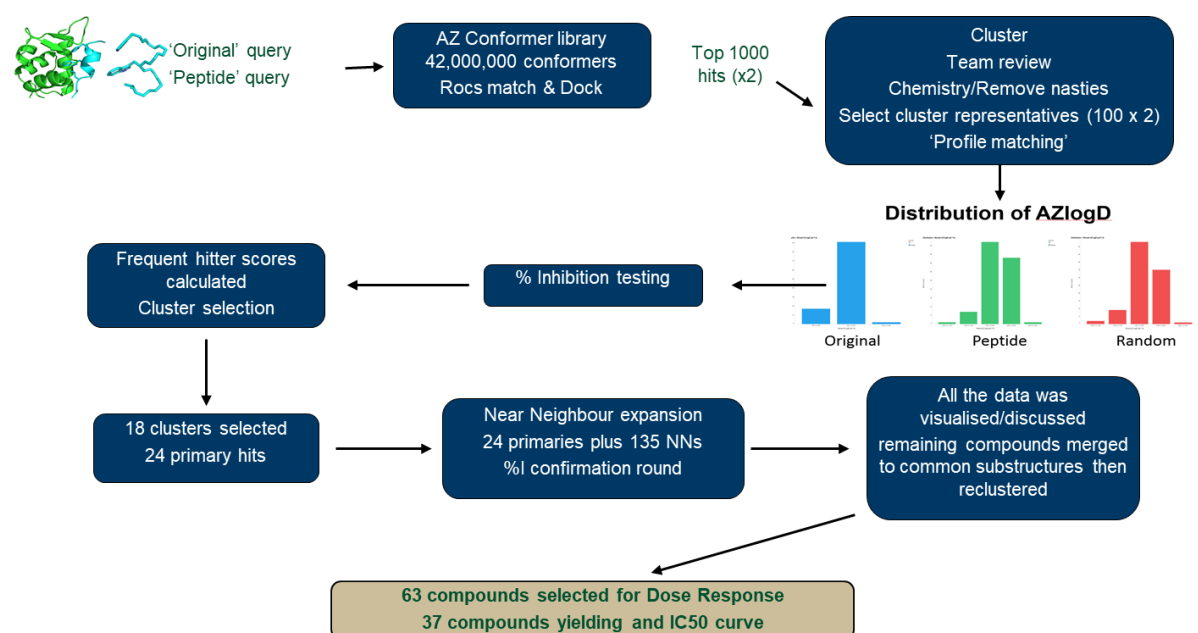 'Original' query
'Peptide' query
AZ Conformer library
42,000,000 conformers
Rocs match & Dock
Top 1000
hits (x2)
Cluster
Team review
Chemistry/Remove nasties
Select cluster representatives (100 x 2)
'Profile matching'
Distribution of AZlogD
Original
Peptide
Random
% Inhibition testing
Frequent hitter scores
calculated
Cluster selection
18 clusters selected
24 primary hits
Near Neighbour expansion
24 primaries plus 135 NNs
%I confirmation round
All the data was
visualised/discussed
remaining compounds merged
to common substructures then
reclustered
63 compounds selected for Dose Response
37 compounds yielding and IC50 curve